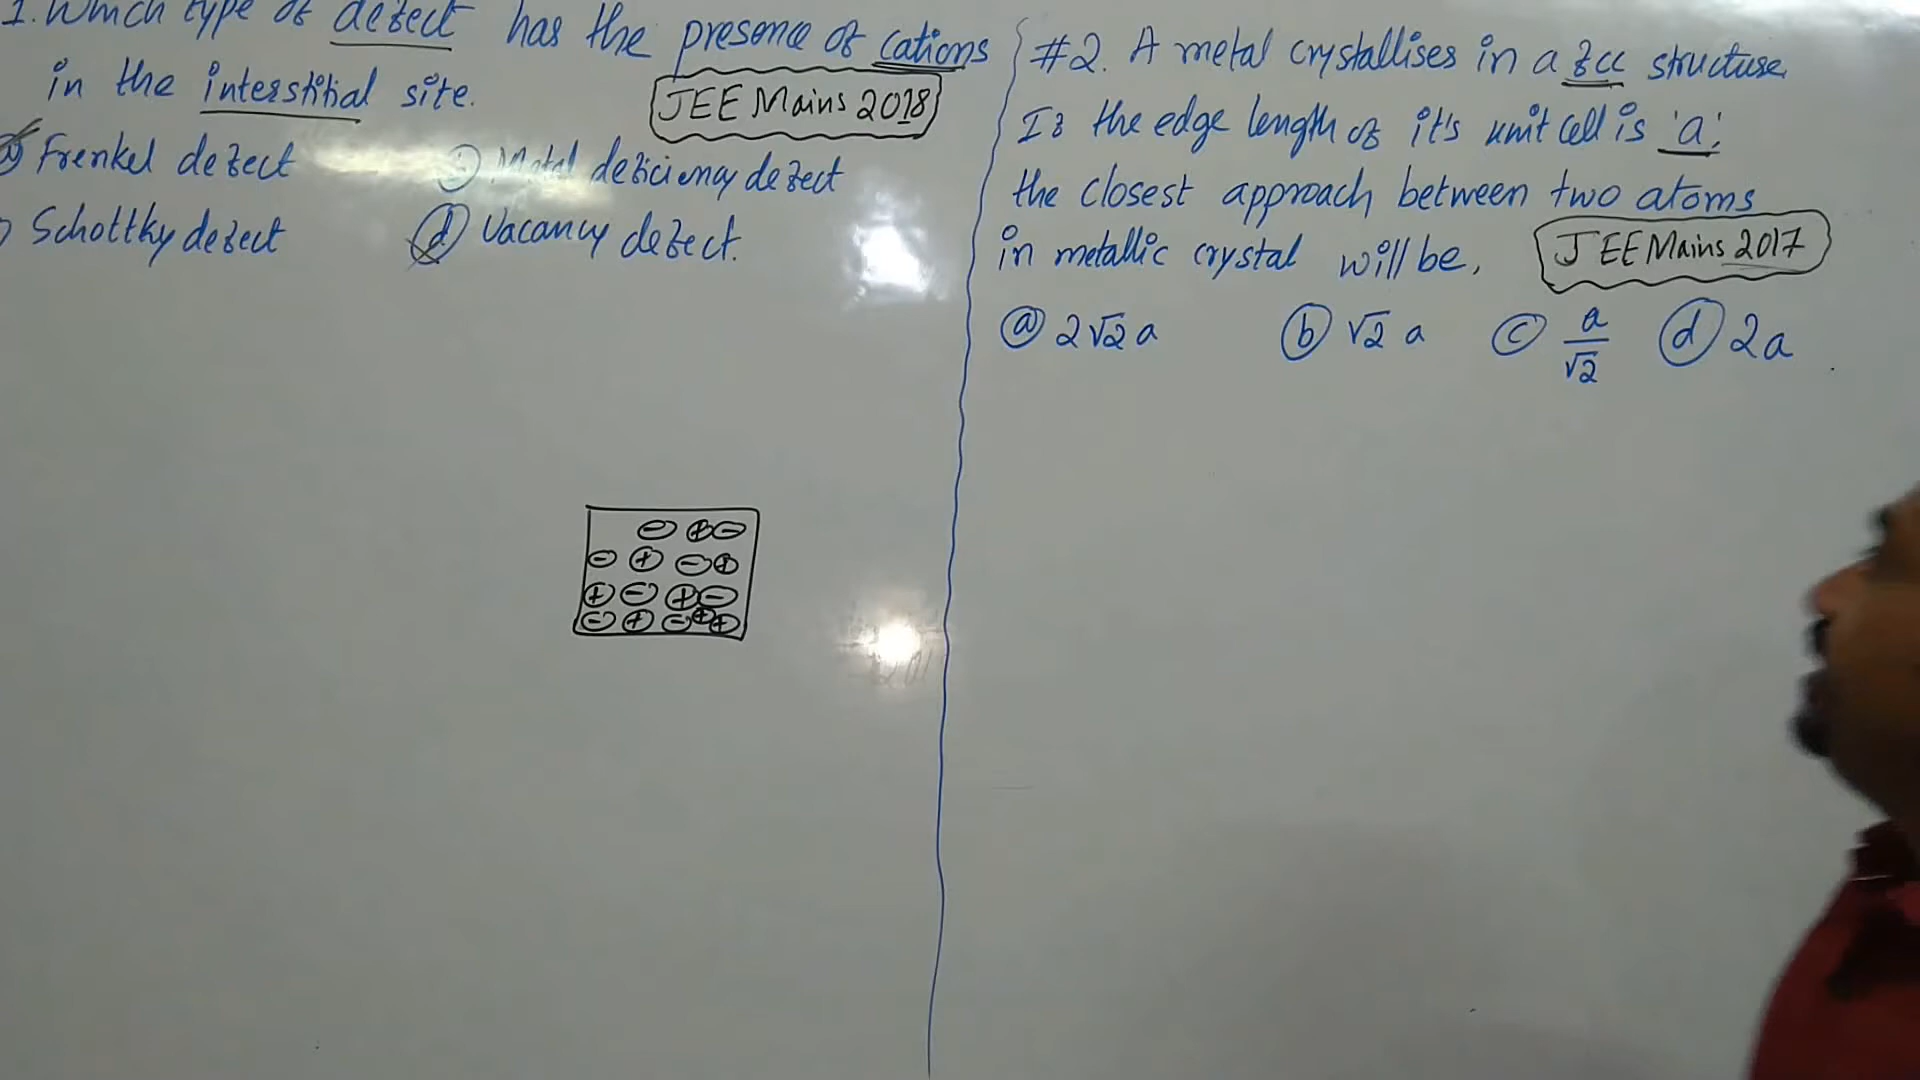 1. Which type of defect has the presence of cations
in the interstitial site.
JEE Mains 2018
a) Frenkel defect
c) Metal deficiency defect
) Schottky defect
d) Vacancy defect.
#2. A metal crystallises in a fcc structure.
If the edge length of it's unit cell is 'a';
the closest approach between two atoms
in metallic crystal will be,
JEE Mains 2017
a) 2√2 a b) √2 a c) a/√2 d) 2a
- + -
- + - +
+ - + -
- + - + +